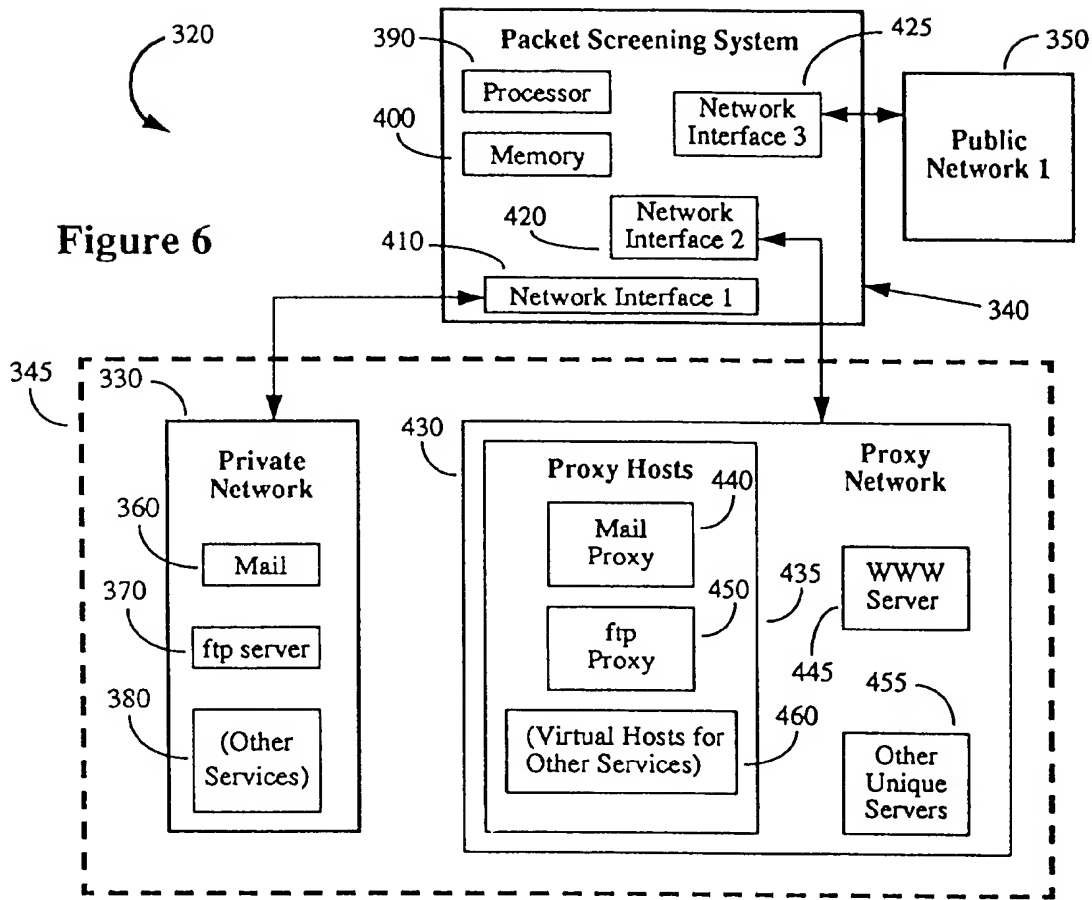 320
390
Packet Screening System
425
350
Processor
400
Memory
Network
Interface 3
Public
Network 1
Figure 6
420
Network
Interface 2
410
Network Interface 1
340
345
330
Private
Network
360
Mail
370
ftp server
380
(Other
Services)
430
Proxy Hosts
440
Mail
Proxy
450
ftp
Proxy
435
(Virtual Hosts for
Other Services)
460
Proxy
Network
WWW
Server
445
455
Other
Unique
Servers